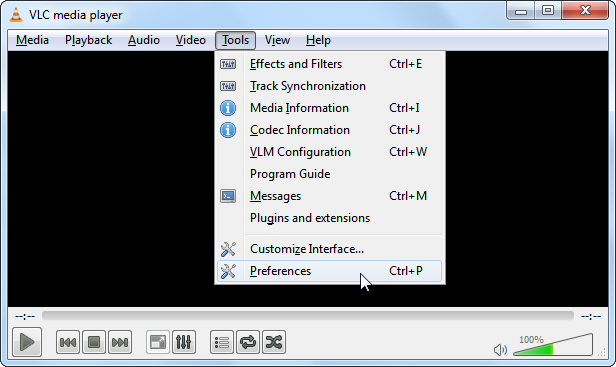 VLC media player
Media Playback Audio Video Tools View Help
Effects and Filters Ctrl+E
Track Synchronization
Media Information Ctrl+I
Codec Information Ctrl+J
VLM Configuration Ctrl+W
Program Guide
Messages Ctrl+M
Plugins and extensions
Customize Interface...
Preferences Ctrl+P
--:-- --:--
100%